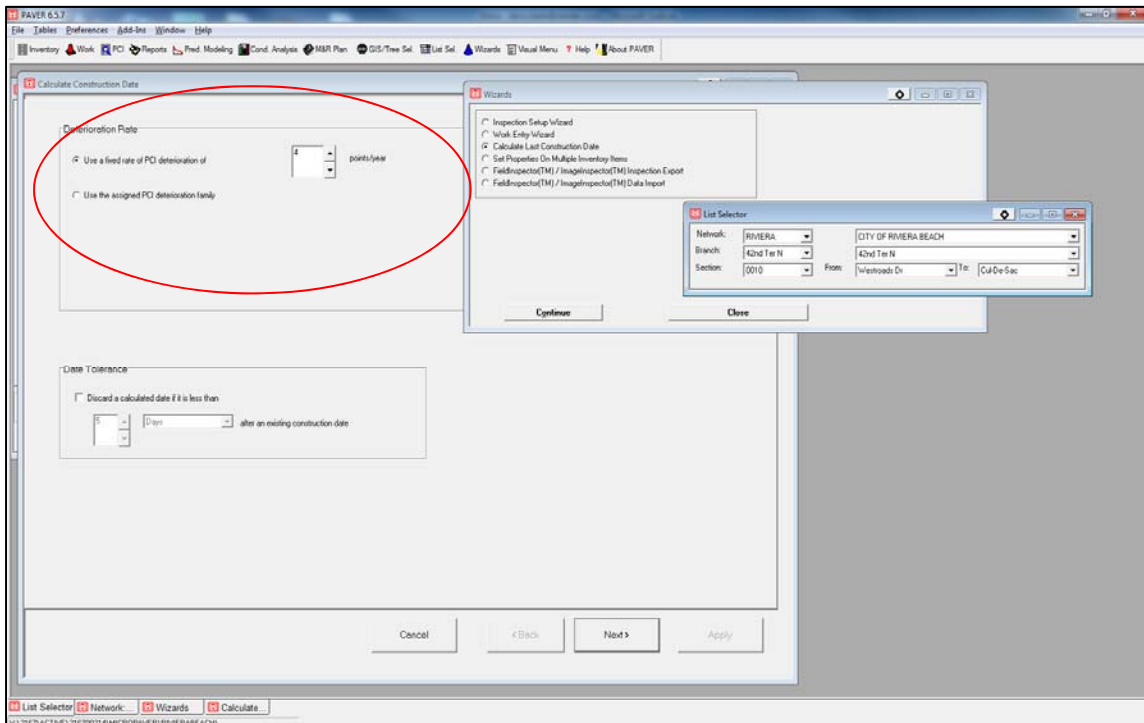 PAVER 6.5.7
File Tables Preferences Add-Ins Window Help
Inventory Work PCI Reports Pred. Modeling Cond. Analysis M&R Plan GIS/Tree Sel. List Sel. Wizards Visual Menu Help About PAVER
Calculate Construction Date
Deterioration Rate
Use a fixed rate of PCI deterioration of 4 points/year
Use the assigned PCI deterioration family
Date Tolerance
Discard a calculated date if it is less than
5 Days after an existing construction date
Cancel < Back Next > Apply
Wizards
Inspection Setup Wizard
Work Entry Wizard
Calculate Last Construction Date
Set Properties On Multiple Inventory Items
FieldInspector(TM) / ImageInspector(TM) Inspection Export
FieldInspector(TM) / ImageInspector(TM) Data Import
Continue Close
List Selector
Network: RIVIERA CITY OF RIVIERA BEACH
Branch: 42nd Ter N 42nd Ter N
Section: 0010 From: Westroads Dr To: Cul-De-Sac
List Selector Network:... Wizards Calculate...